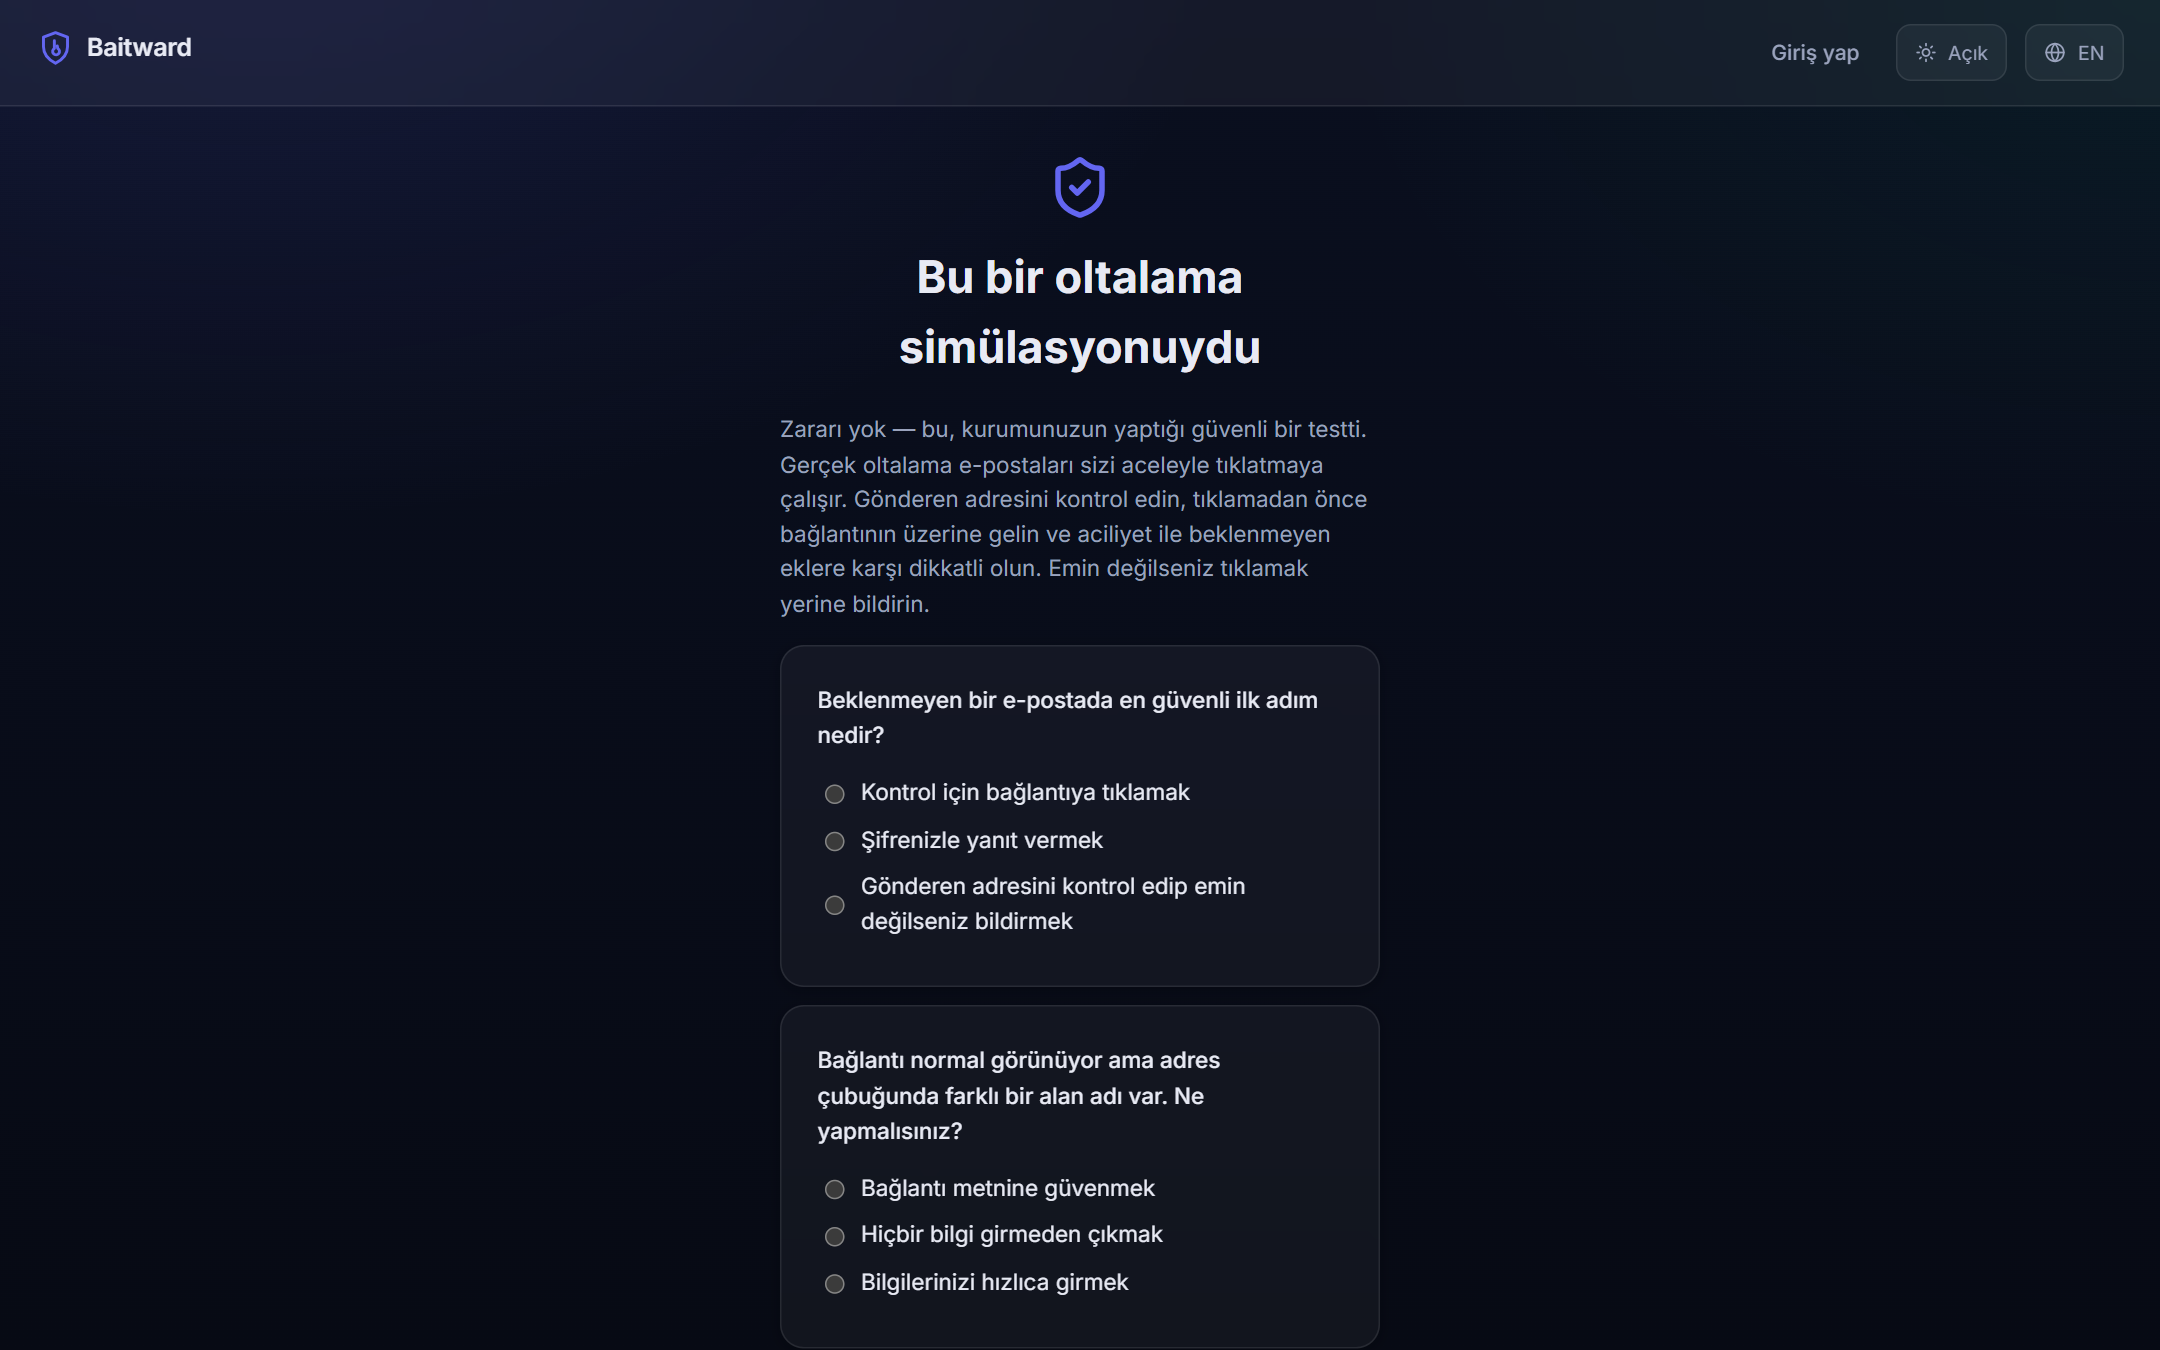 Baitward
Giriş yap
Açık
EN
Bu bir oltalama
simülasyonuydu
Zararı yok — bu, kurumunuzun yaptığı güvenli bir testti.
Gerçek oltalama e-postaları sizi aceleyle tıklatmaya
çalışır. Gönderen adresini kontrol edin, tıklamadan önce
bağlantının üzerine gelin ve aciliyet ile beklenmeyen
eklere karşı dikkatli olun. Emin değilseniz tıklamak
yerine bildirin.
Beklenmeyen bir e-postada en güvenli ilk adım
nedir?
Kontrol için bağlantıya tıklamak
Şifrenizle yanıt vermek
Gönderen adresini kontrol edip emin
değilseniz bildirmek
Bağlantı normal görünüyor ama adres
çubuğunda farklı bir alan adı var. Ne
yapmalısınız?
Bağlantı metnine güvenmek
Hiçbir bilgi girmeden çıkmak
Bilgilerinizi hızlıca girmek